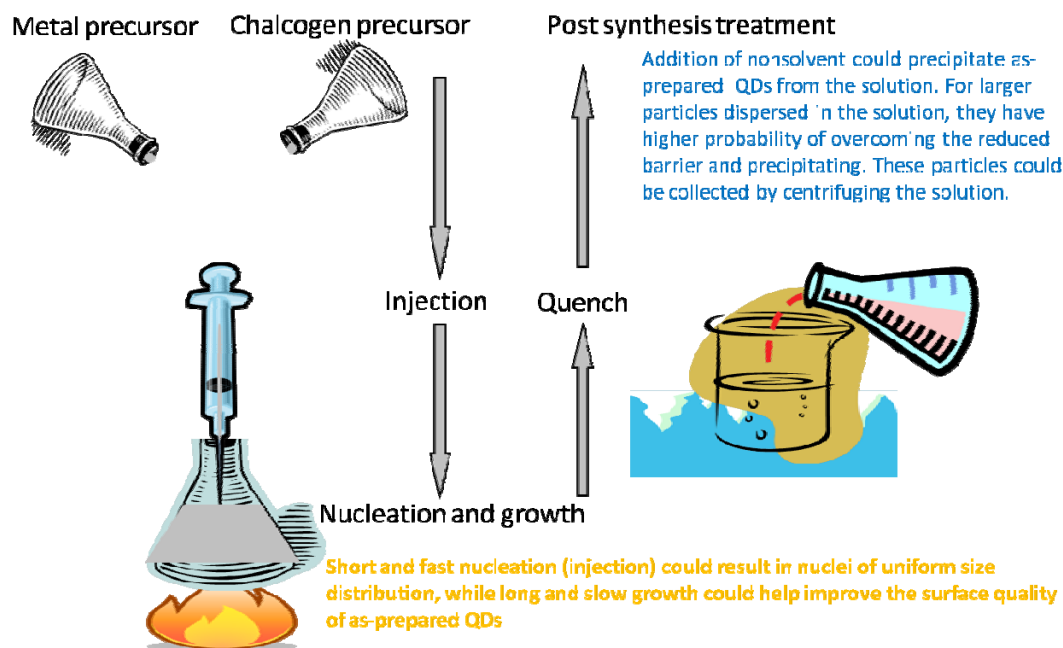 Metal precursor
Chalcogen precursor
Post synthesis treatment
Addition of nonsolvent could precipitate as-
prepared QDs from the solution. For larger
particles dispersed in the solution, they have
higher probability of overcoming the reduced
barrier and precipitating. These particles could
be collected by centrifuging the solution.
Injection
Quench
Nucleation and growth
Short and fast nucleation (injection) could result in nuclei of uniform size
distribution, while long and slow growth could help improve the surface quality
of as-prepared QDs